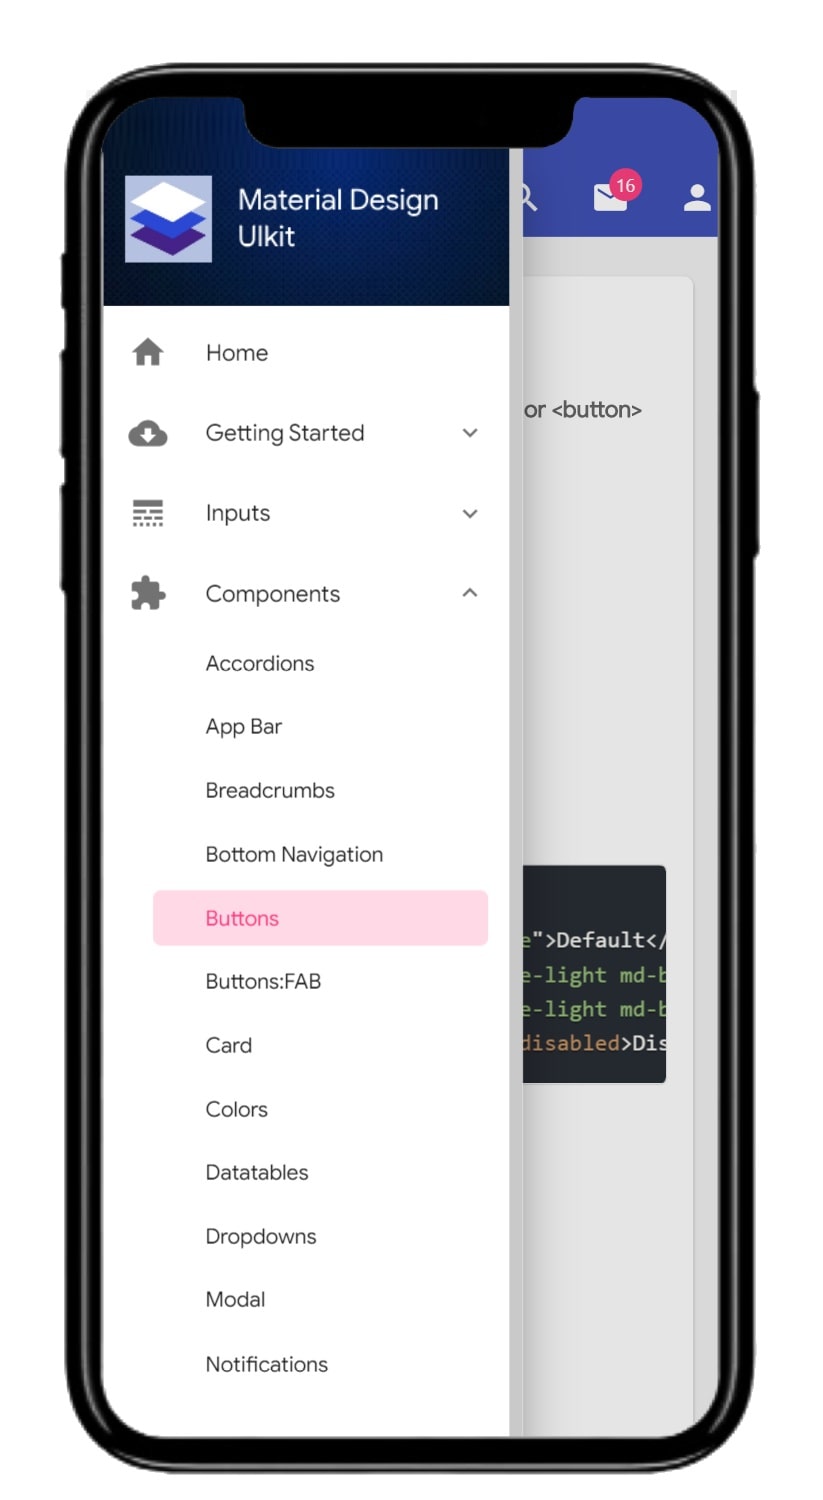 Material Design
UIkit
16
Home
or <button>
Getting Started
Inputs
Components
Accordions
App Bar
Breadcrumbs
Bottom Navigation
Buttons
">Default</
Buttons:FAB
-light md-b
-light md-b
Card
disabled>Dis
Colors
Datatables
Dropdowns
Modal
Notifications